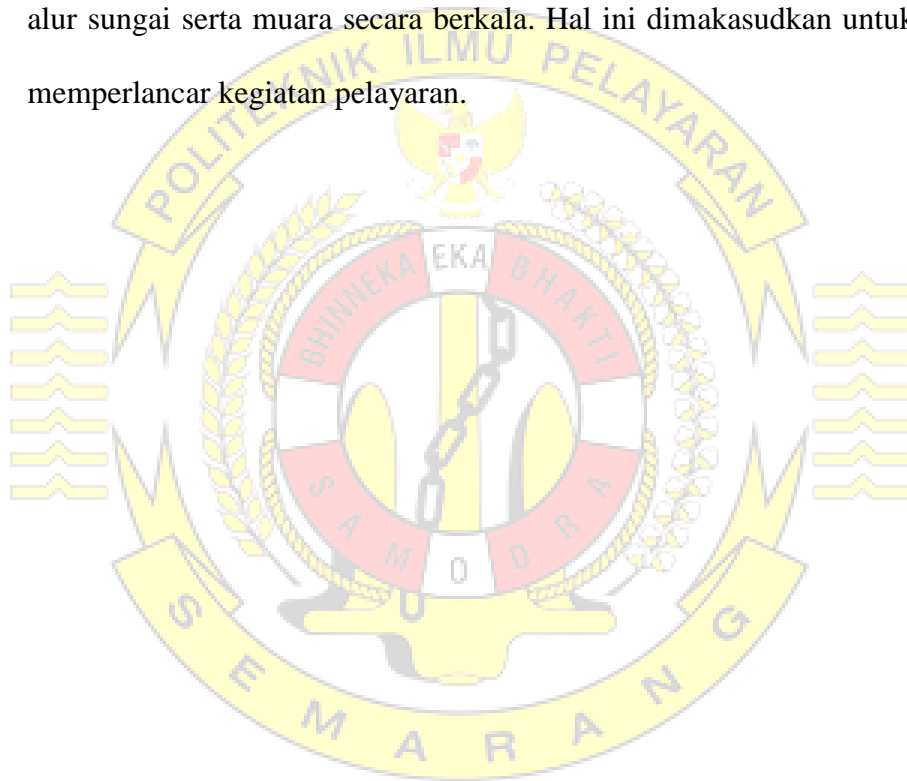 alur sungai serta muara secara berkala. Hal ini dimakasudkan untuk
memperlancar kegiatan pelayaran.
POLITEKNIK ILMU PELAYARAN
BHINNEKA EKA BHAKTI
SAMODRA
SEMARANG